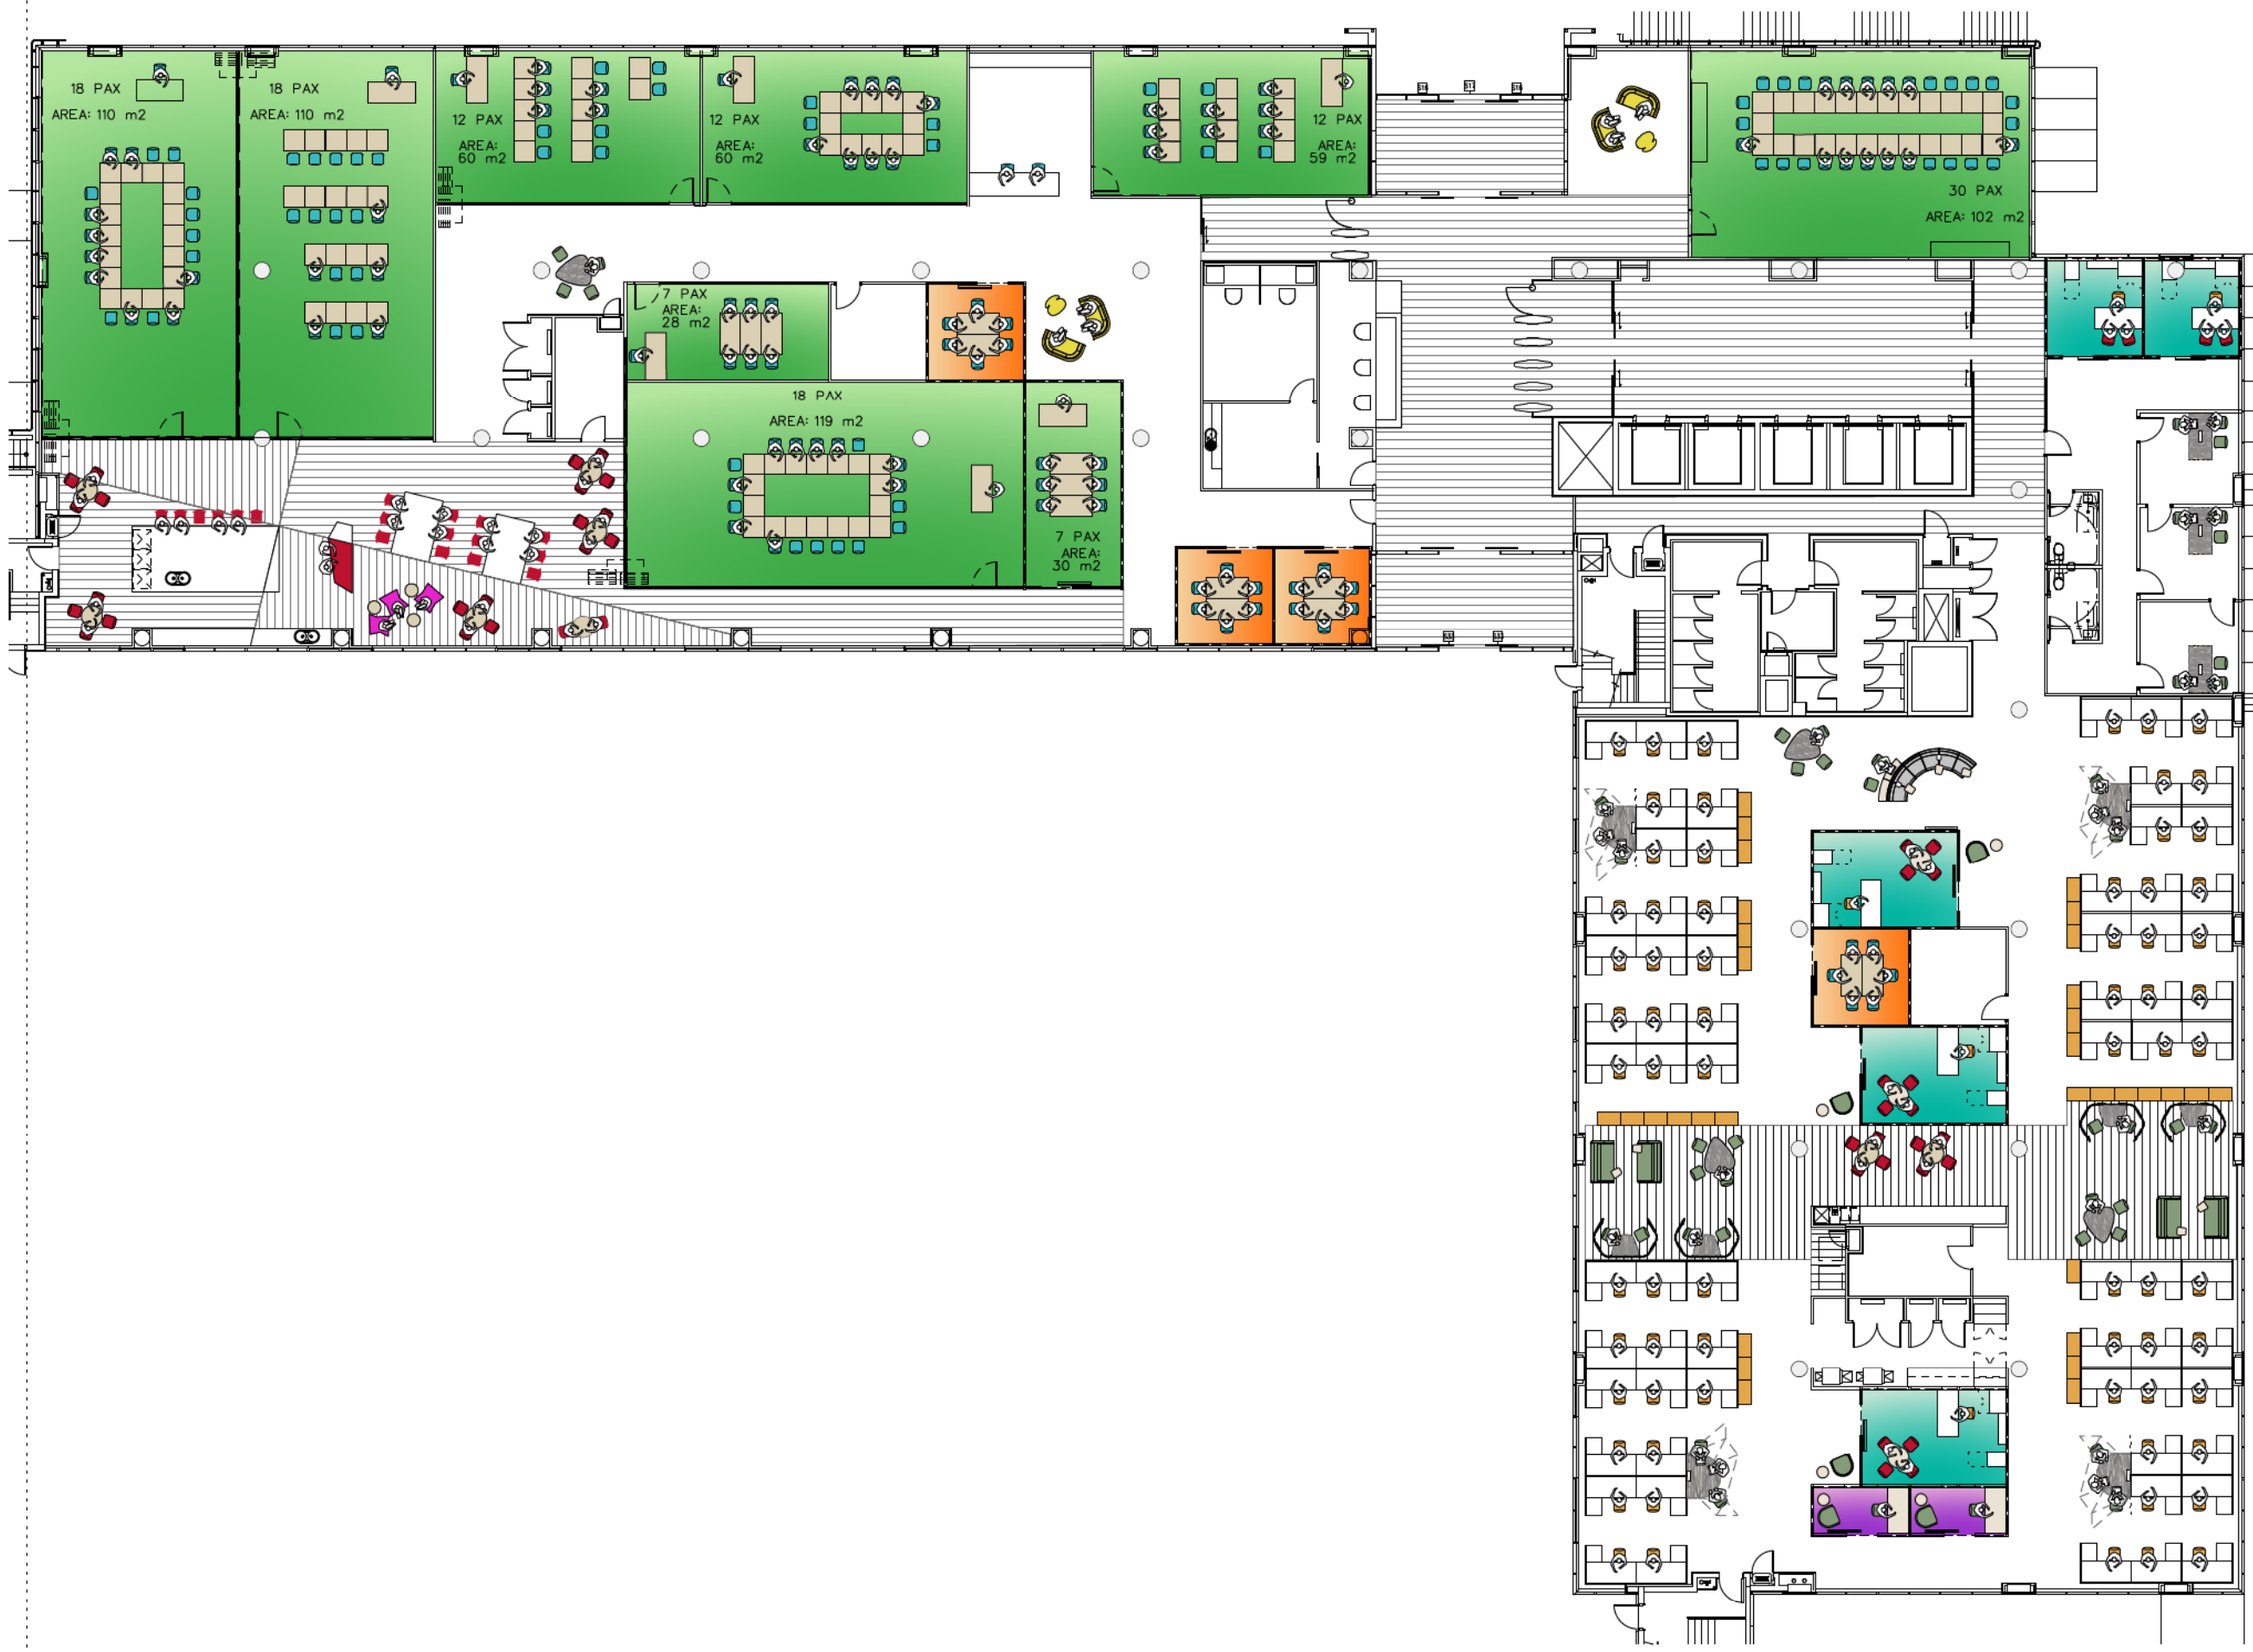 18 PAX
AREA: 110 m2
18 PAX
AREA: 110 m2
12 PAX
AREA:
60 m2
12 PAX
AREA:
60 m2
12 PAX
AREA:
59 m2
30 PAX
AREA: 102 m2
7 PAX
AREA:
28 m2
18 PAX
AREA: 119 m2
7 PAX
AREA:
30 m2